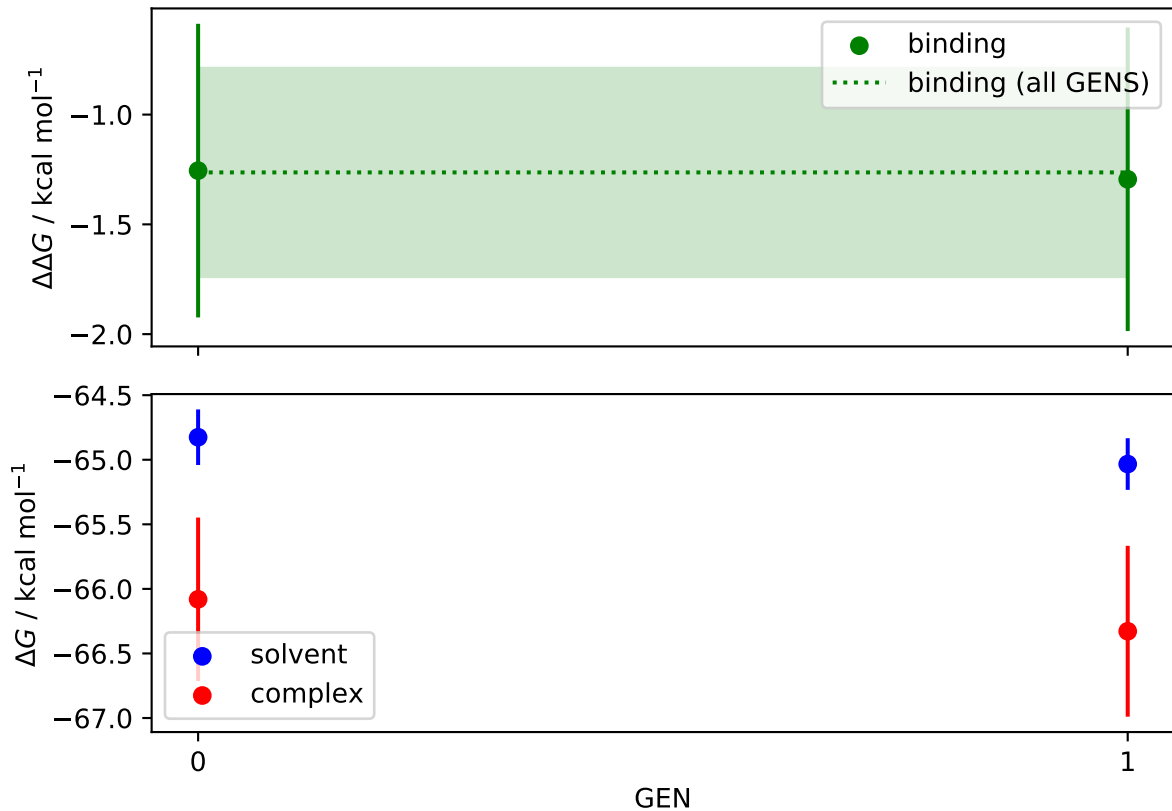 binding
binding (all GENS)
ΔΔG / kcal mol⁻¹
−1.0
−1.5
−2.0
ΔG / kcal mol⁻¹
−64.5
−65.0
−65.5
−66.0
−66.5
−67.0
solvent
complex
0
1
GEN